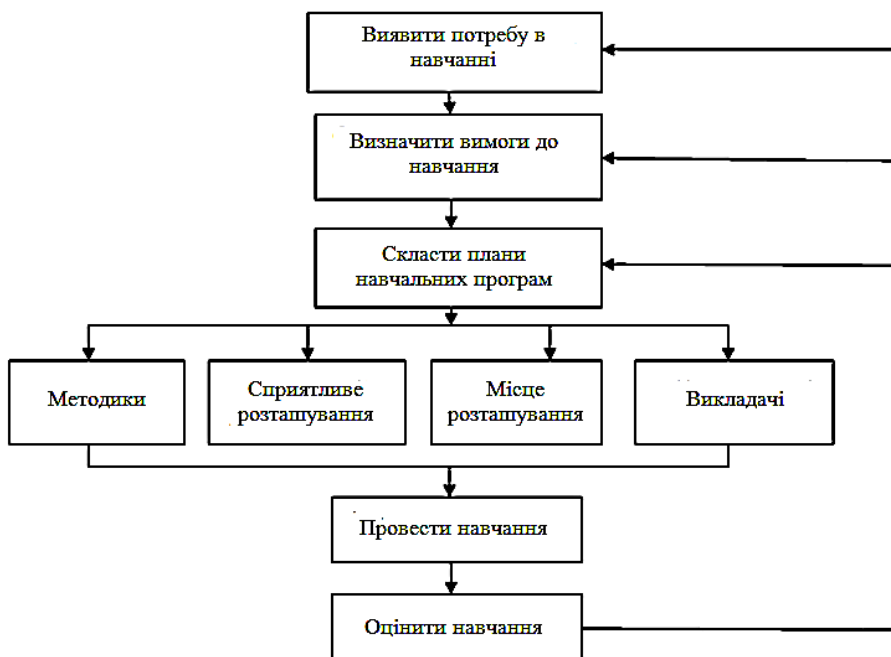 Виявити потребу в
навчанні
Визначити вимоги до
навчання
Скласти плани
навчальних програм
Методики
Сприятливе
розташування
Місце
розташування
Викладачі
Провести навчання
Оцінити навчання